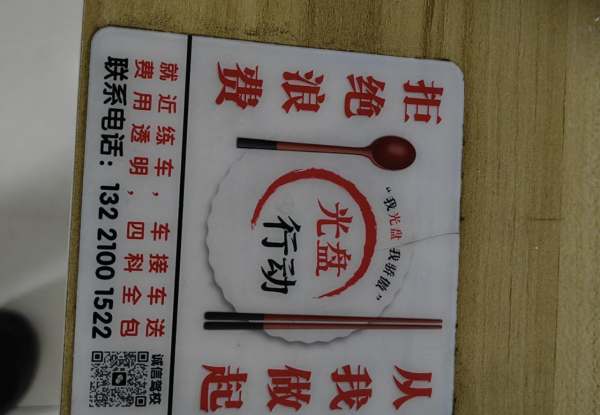 拒绝浪费
“我光盘 我骄傲”
光盘
行动
从我做起
就近练车，车接车送
费用透明，四科全包
联系电话：132 2100 1522
诚信驾校